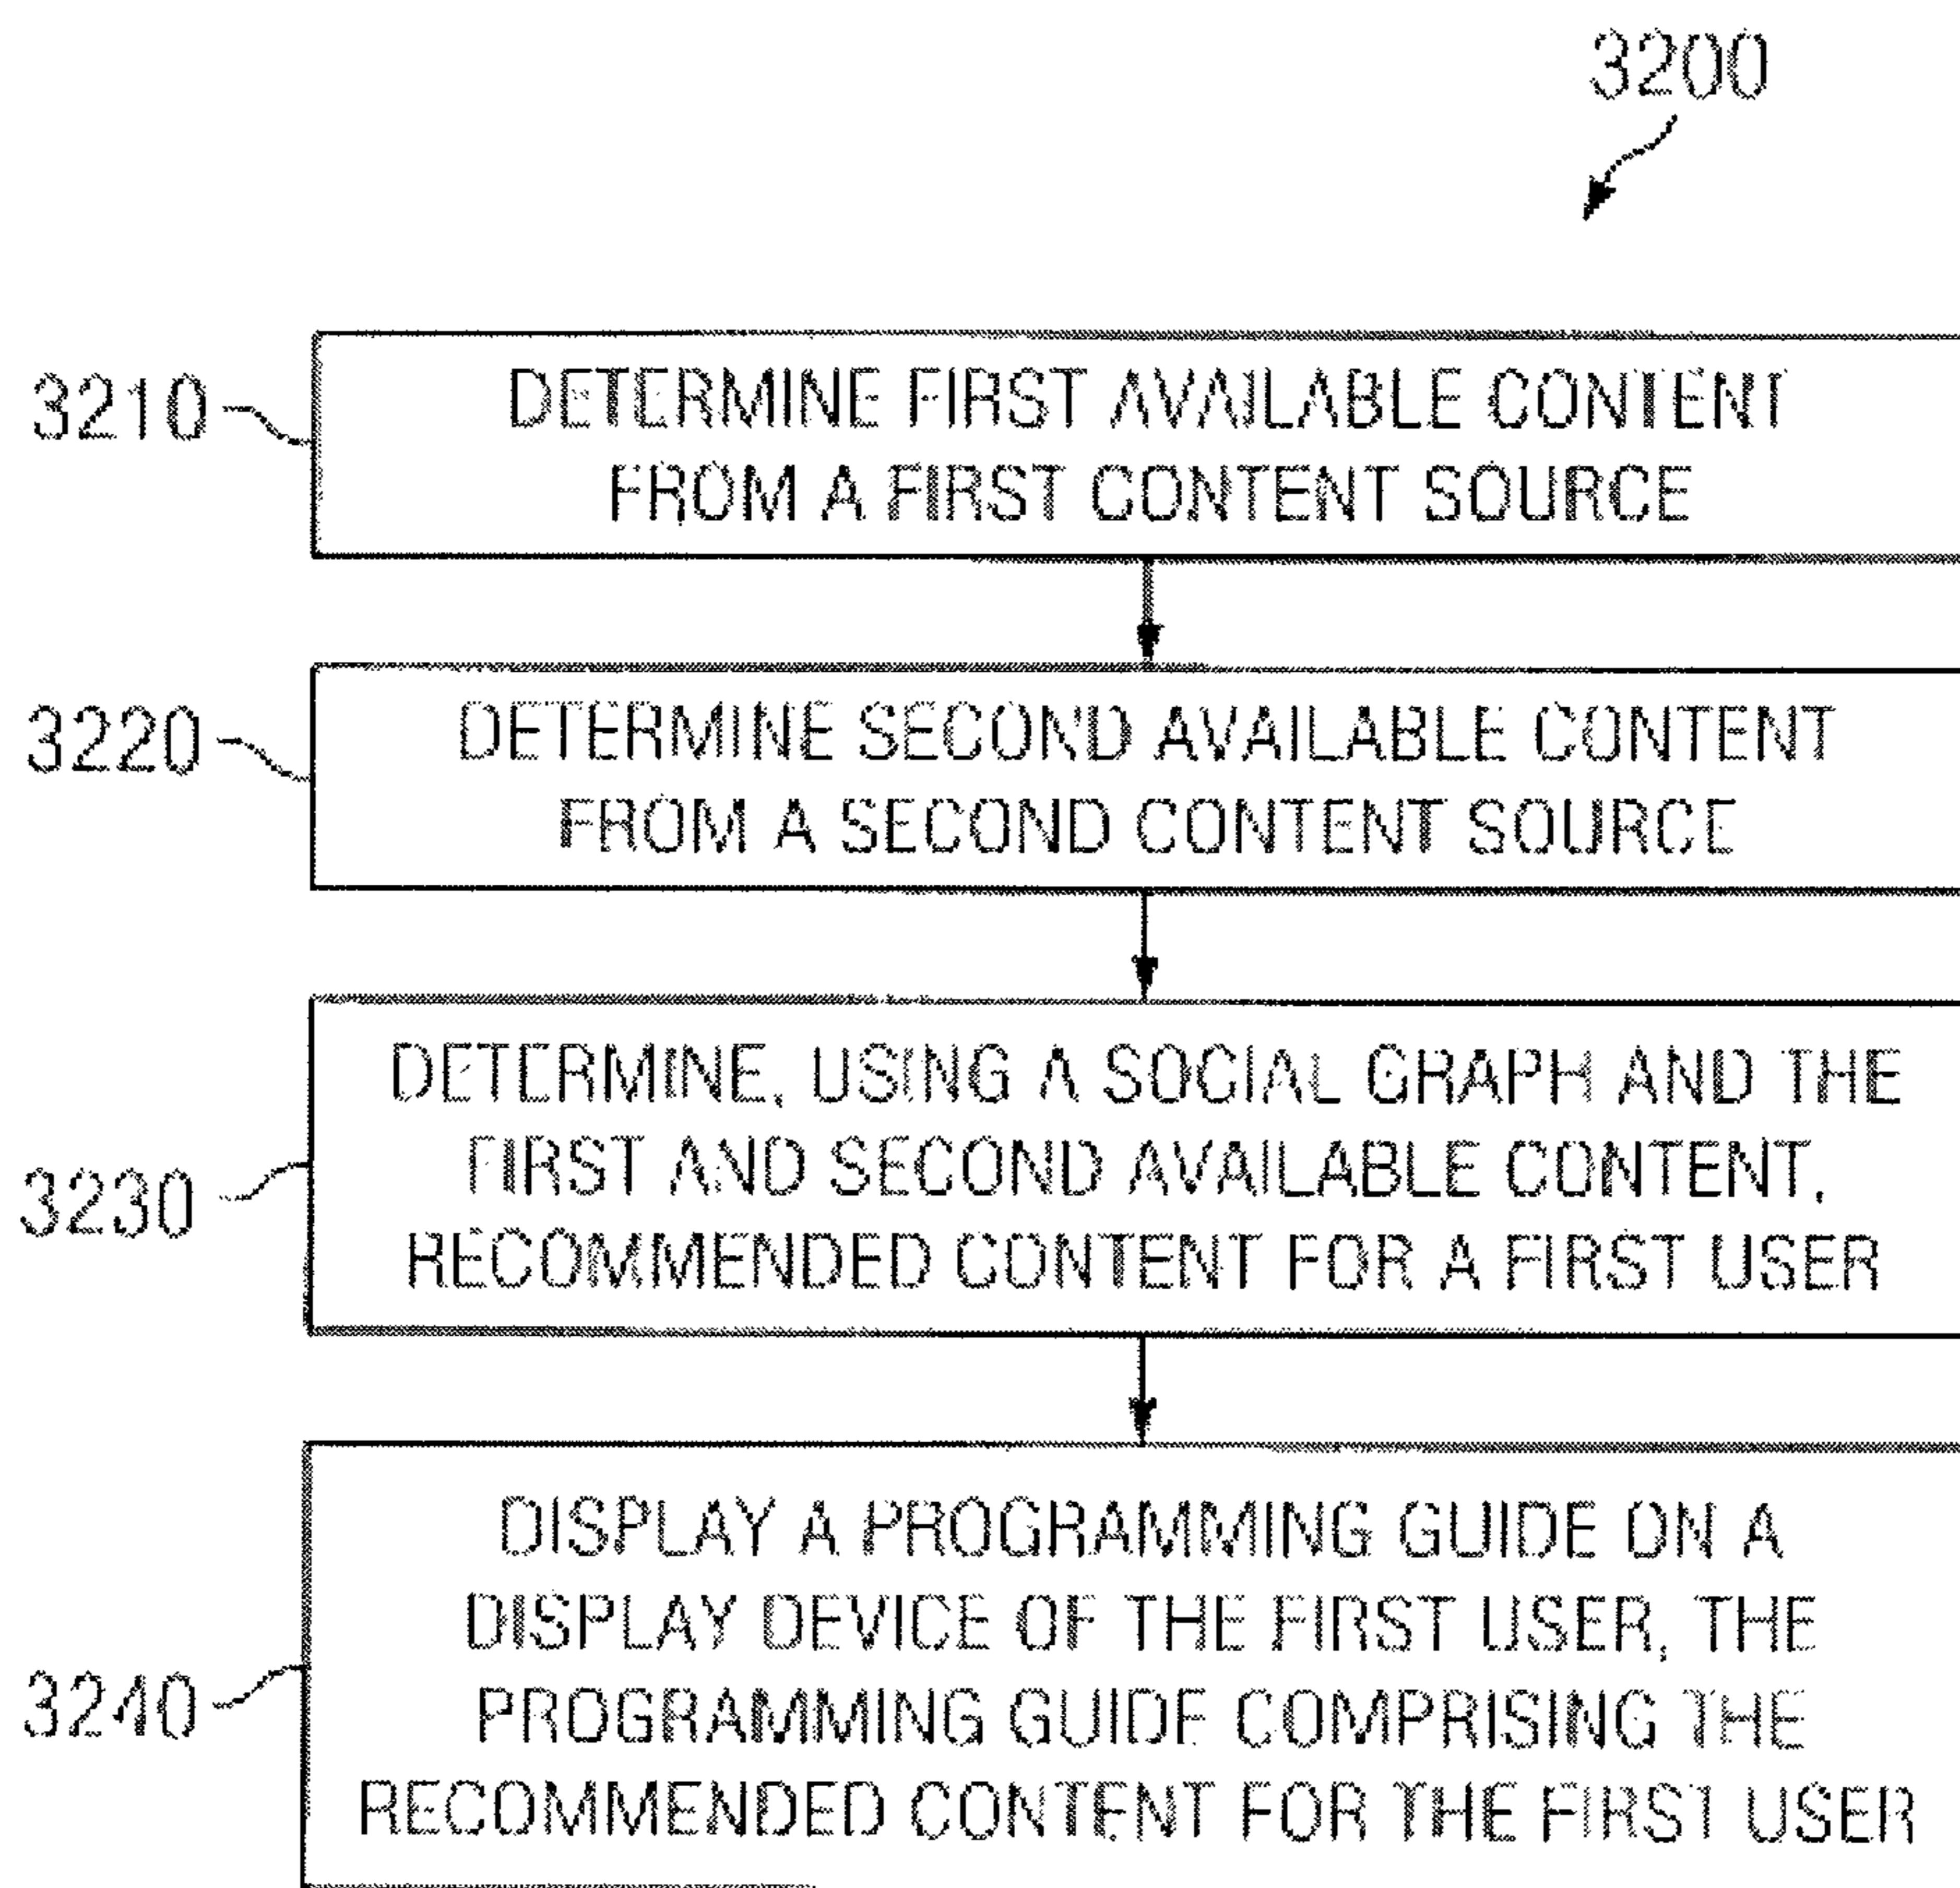 3200
3210
DETERMINE FIRST AVAILABLE CONTENT
FROM A FIRST CONTENT SOURCE
3220
DETERMINE SECOND AVAILABLE CONTENT
FROM A SECOND CONTENT SOURCE
3230
DETERMINE, USING A SOCIAL GRAPH AND THE
FIRST AND SECOND AVAILABLE CONTENT,
RECOMMENDED CONTENT FOR A FIRST USER
3240
DISPLAY A PROGRAMMING GUIDE ON A
DISPLAY DEVICE OF THE FIRST USER, THE
PROGRAMMING GUIDE COMPRISING THE
RECOMMENDED CONTENT FOR THE FIRST USER